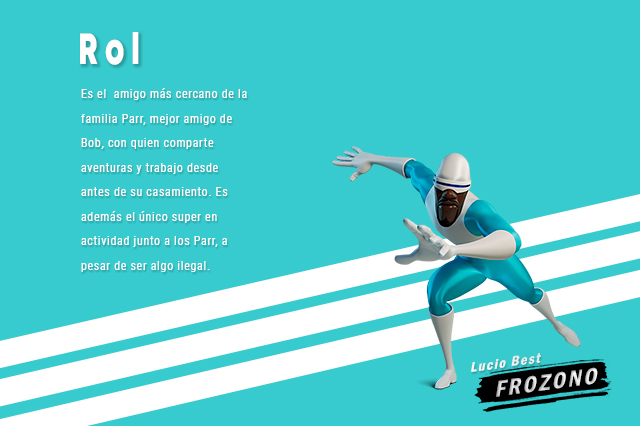 Rol
Es el  amigo más cercano de la
familia Parr, mejor amigo de
Bob, con quien comparte
aventuras y trabajo desde
antes de su casamiento. Es
además el único super en
actividad junto a los Parr, a
pesar de ser algo ilegal.
Lucio Best
FROZONO